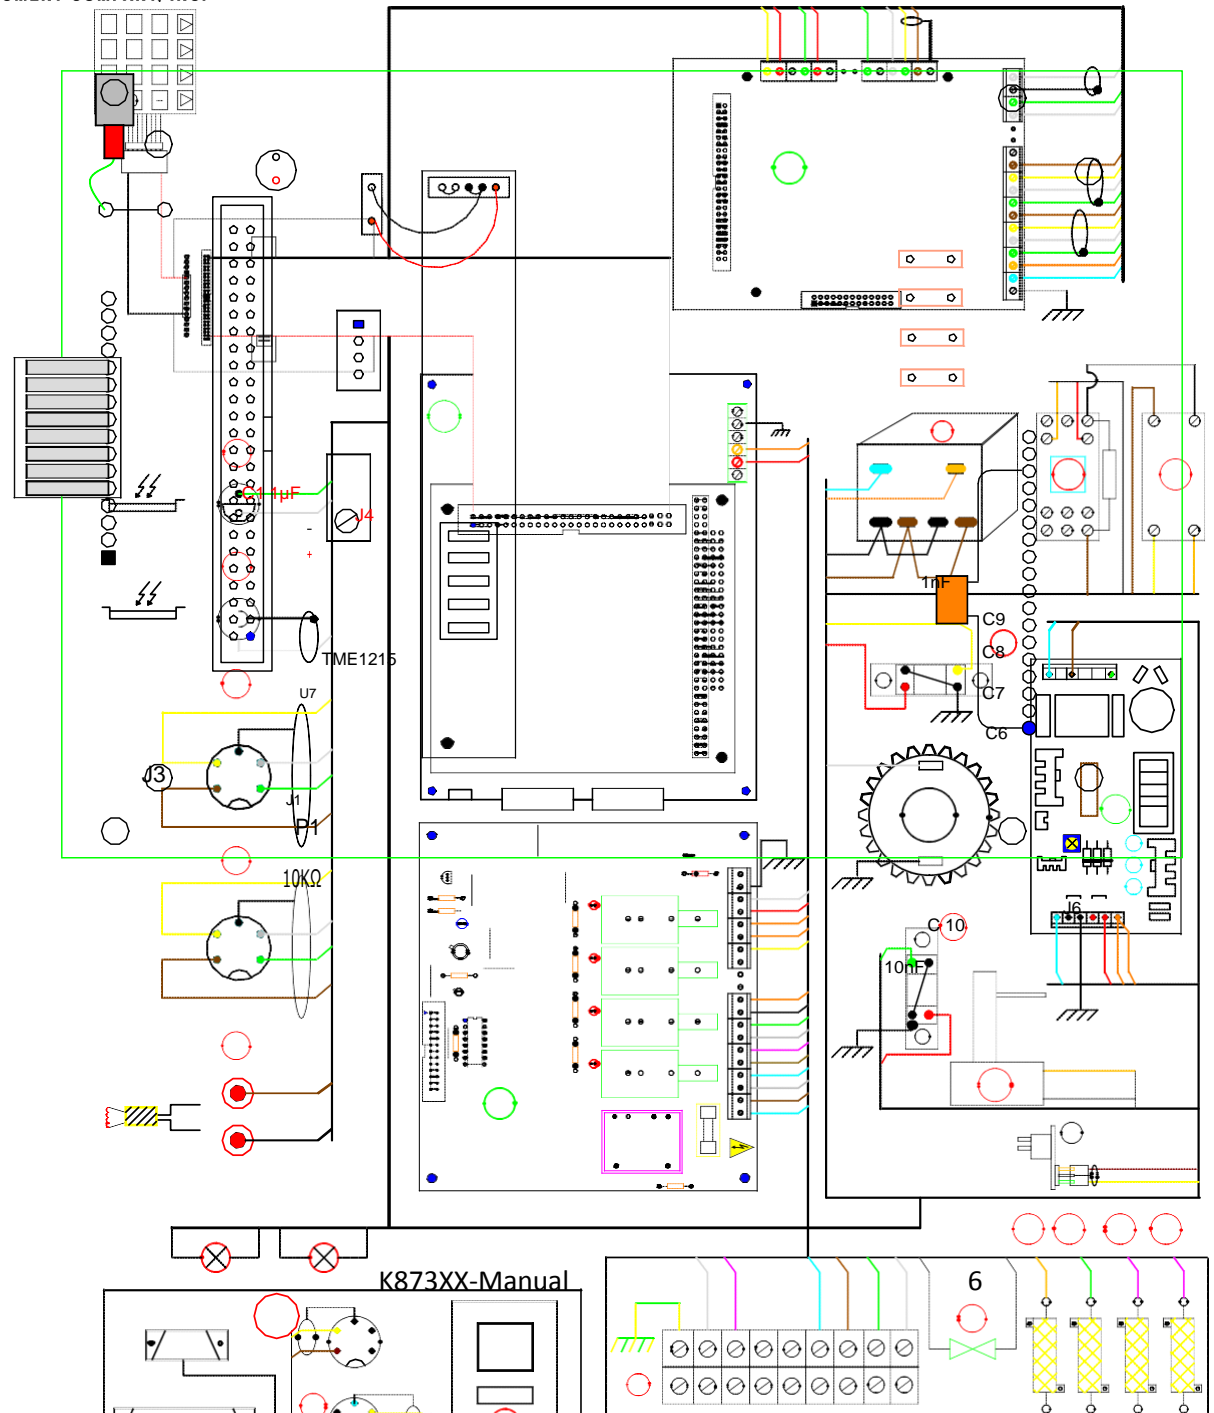 C1 1µF
J4
-
+
1nF
C9
TME1215
C8
U7
C7
C6
J3
J1
P1
10KΩ
J6
C 10
10nF
K873XX-Manual
6